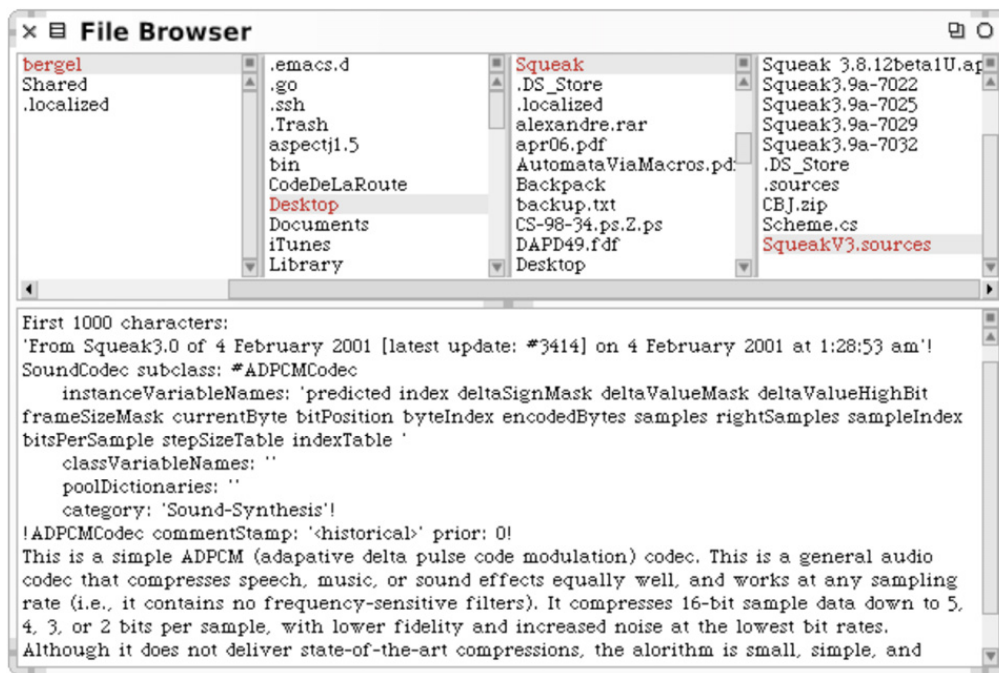 File Browser
bergel
Shared
.localized
.emacs.d
.go
.ssh
.Trash
aspectj1.5
bin
CodeDeLaRoute
Desktop
Documents
iTunes
Library
Squeak
.DS_Store
.localized
alexandre.rar
apr06.pdf
AutomataViaMacros.pd
Backpack
backup.txt
CS-98-34.ps.Z.ps
DAPD49.fdf
Desktop
Squeak 3.8.12beta1U.ap
Squeak3.9a-7022
Squeak3.9a-7025
Squeak3.9a-7029
Squeak3.9a-7032
.DS_Store
.sources
CBJ.zip
Scheme.cs
SqueakV3.sources
First 1000 characters:
'From Squeak3.0 of 4 February 2001 [latest update: #3414] on 4 February 2001 at 1:28:53 am'!
SoundCodec subclass: #ADPCMCodec
instanceVariableNames: 'predicted index deltaSignMask deltaValueMask deltaValueHighBit
frameSizeMask currentByte bitPosition byteIndex encodedBytes samples rightSamples sampleIndex
bitsPerSample stepSizeTable indexTable '
classVariableNames: ''
poolDictionaries: ''
category: 'Sound-Synthesis'!
!ADPCMCodec commentStamp: '<historical>' prior: 0!
This is a simple ADPCM (adapative delta pulse code modulation) codec. This is a general audio
codec that compresses speech, music, or sound effects equally well, and works at any sampling
rate (i.e., it contains no frequency-sensitive filters). It compresses 16-bit sample data down to 5,
4, 3, or 2 bits per sample, with lower fidelity and increased noise at the lowest bit rates.
Although it does not deliver state-of-the-art compressions, the alorithm is small, simple, and